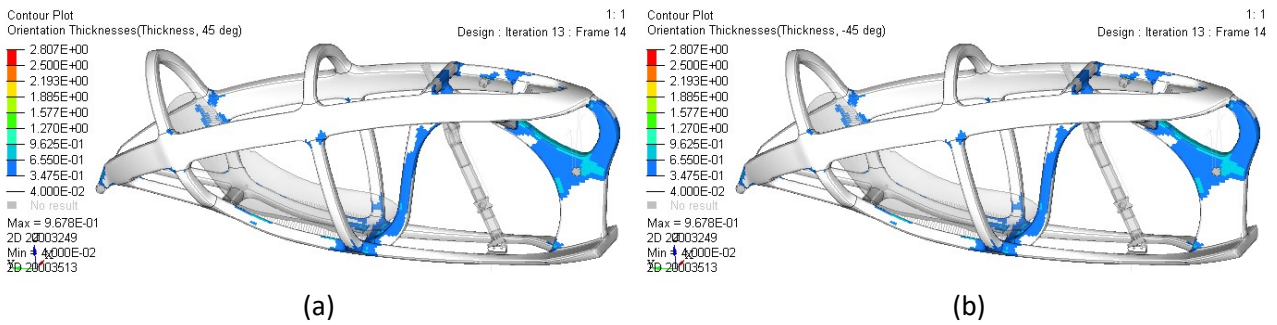 Contour Plot
Orientation Thicknesses(Thickness, 45 deg)
1: 1
Design : Iteration 13 : Frame 14
2.807E+00
2.500E+00
2.193E+00
1.885E+00
1.577E+00
1.270E+00
9.625E-01
6.550E-01
3.475E-01
4.000E-02
No result
Max = 9.678E-01
Min = 4.000E-02
2D 20003513
(a)
Contour Plot
Orientation Thicknesses(Thickness, -45 deg)
1: 1
Design : Iteration 13 : Frame 14
2.807E+00
2.500E+00
2.193E+00
1.885E+00
1.577E+00
1.270E+00
9.625E-01
6.550E-01
3.475E-01
4.000E-02
No result
Max = 9.678E-01
Min = 4.000E-02
2D 20003513
(b)